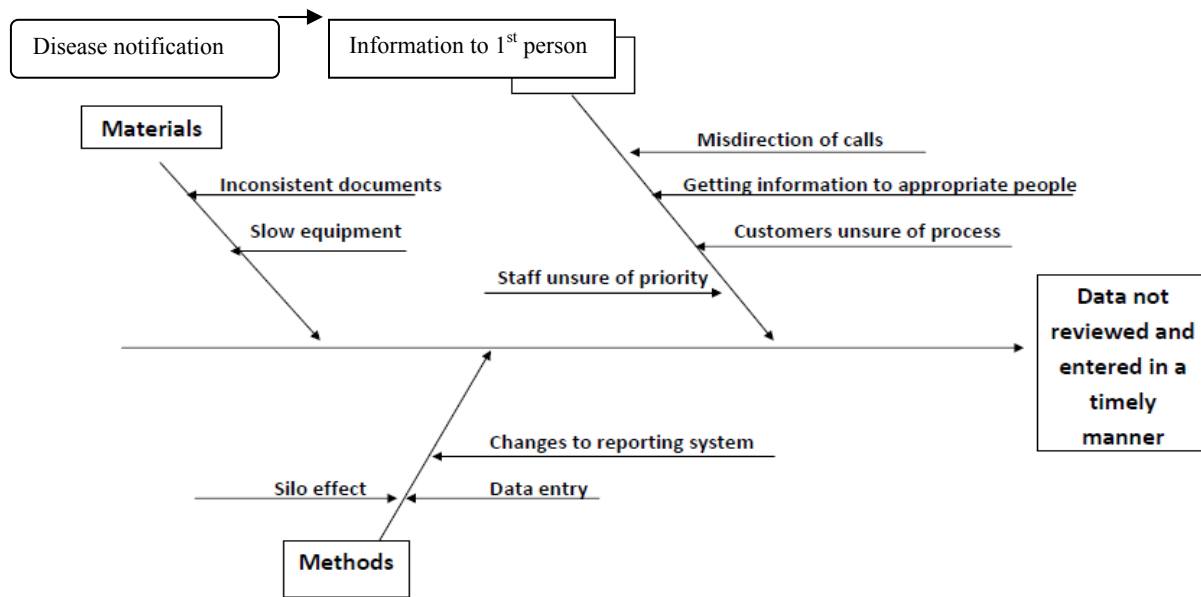 Disease notification
Information to 1st person
Materials
Misdirection of calls
Inconsistent documents
Getting information to appropriate people
Slow equipment
Customers unsure of process
Staff unsure of priority
Data not
reviewed and
entered in a
timely
manner
Changes to reporting system
Silo effect
Data entry
Methods